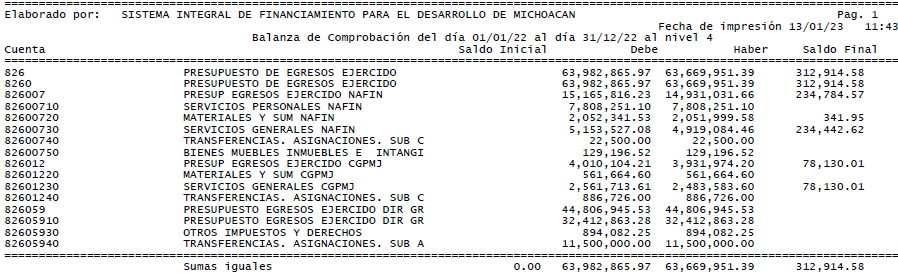 Elaborado por: SISTEMA INTEGRAL DE FINANCIAMIENTO PARA EL DESARROLLO DE MICHOACAN Pag. 1
Fecha de impresión 13/01/23 11:43
Balanza de Comprobación del día 01/01/22 al día 31/12/22 al nivel 4
Cuenta Saldo Inicial Debe Haber Saldo Final
826 PRESUPUESTO DE EGRESOS EJERCIDO 63,982,865.97 63,669,951.39 312,914.58
8260 PRESUPUESTO DE EGRESOS EJERCIDO 63,982,865.97 63,669,951.39 312,914.58
826007 PRESUP EGRESOS EJERCIDO NAFIN 15,165,816.23 14,931,031.66 234,784.57
82600710 SERVICIOS PERSONALES NAFIN 7,808,251.10 7,808,251.10
82600720 MATERIALES Y SUM NAFIN 2,052,341.53 2,051,999.58 341.95
82600730 SERVICIOS GENERALES NAFIN 5,153,527.08 4,919,084.46 234,442.62
82600740 TRANSFERENCIAS. ASIGNACIONES. SUB C 22,500.00 22,500.00
82600750 BIENES MUEBLES INMUEBLES E INTANGI 129,196.52 129,196.52
826012 PRESUP EGRESOS EJERCIDO CGPMJ 4,010,104.21 3,931,974.20 78,130.01
82601220 MATERIALES Y SUM CGPMJ 561,664.60 561,664.60
82601230 SERVICIOS GENERALES CGPMJ 2,561,713.61 2,483,583.60 78,130.01
82601240 TRANSFERENCIAS. ASIGNACIONES. SUB C 886,726.00 886,726.00
826059 PRESUPUESTO EGRESOS EJERCIDO DIR GR 44,806,945.53 44,806,945.53
82605910 PRESUPUESTO EGRESOS EJERCIDO DIR GR 32,412,863.28 32,412,863.28
82605930 OTROS IMPUESTOS Y DERECHOS 894,082.25 894,082.25
82605940 TRANSFERENCIAS. ASIGNACIONES. SUB A 11,500,000.00 11,500,000.00
Sumas iguales 0.00 63,982,865.97 63,669,951.39 312,914.58